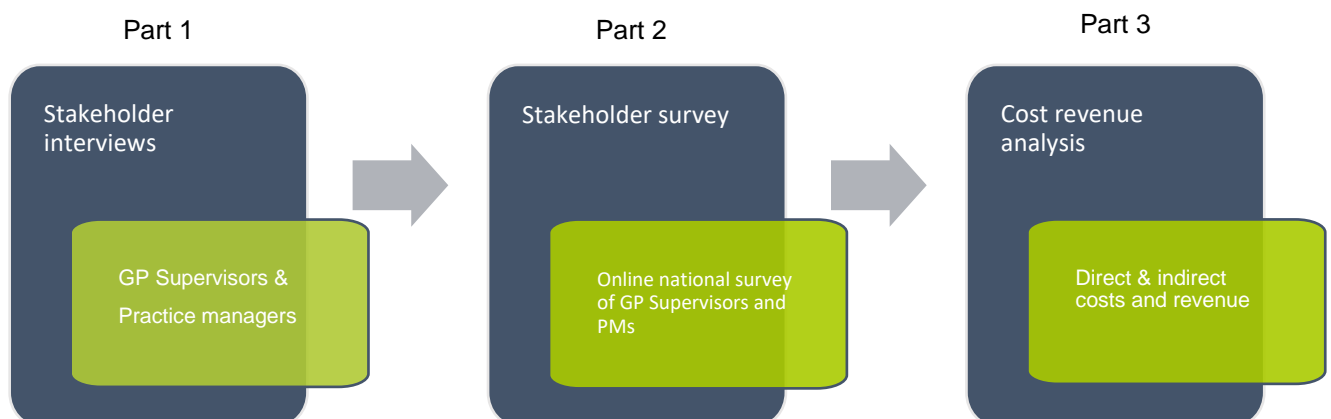 Part 1
Part 2
Part 3
Stakeholder
interviews
GP Supervisors &
Practice managers
Stakeholder survey
Online national survey
of GP Supervisors and
PMs
Cost revenue
analysis
Direct & indirect
costs and revenue